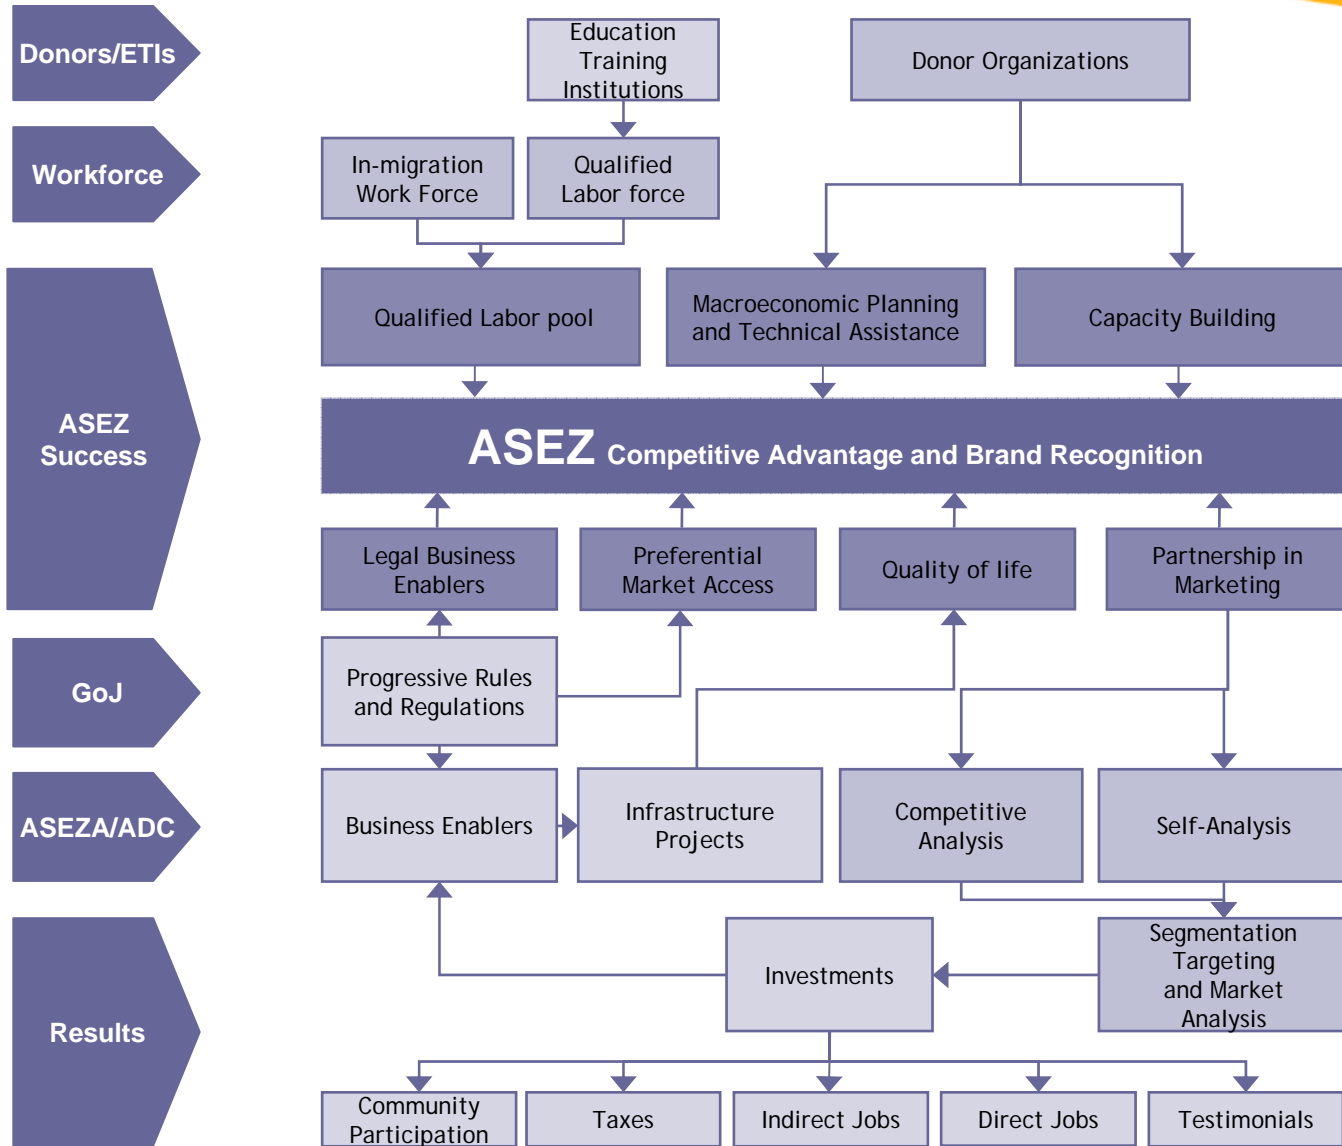 Donors/ETIs
Education
Training
Institutions
Donor Organizations
Workforce
In-migration
Work Force
Qualified
Labor force
ASEZ
Success
Qualified Labor pool
Macroeconomic Planning
and Technical Assistance
Capacity Building
ASEZ Competitive Advantage and Brand Recognition
Legal Business
Enablers
Preferential
Market Access
Quality of life
Partnership in
Marketing
GoJ
Progressive Rules
and Regulations
ASEZA/ADC
Business Enablers
Infrastructure
Projects
Competitive
Analysis
Self-Analysis
Results
Investments
Segmentation
Targeting
and Market
Analysis
Community
Participation
Taxes
Indirect Jobs
Direct Jobs
Testimonials